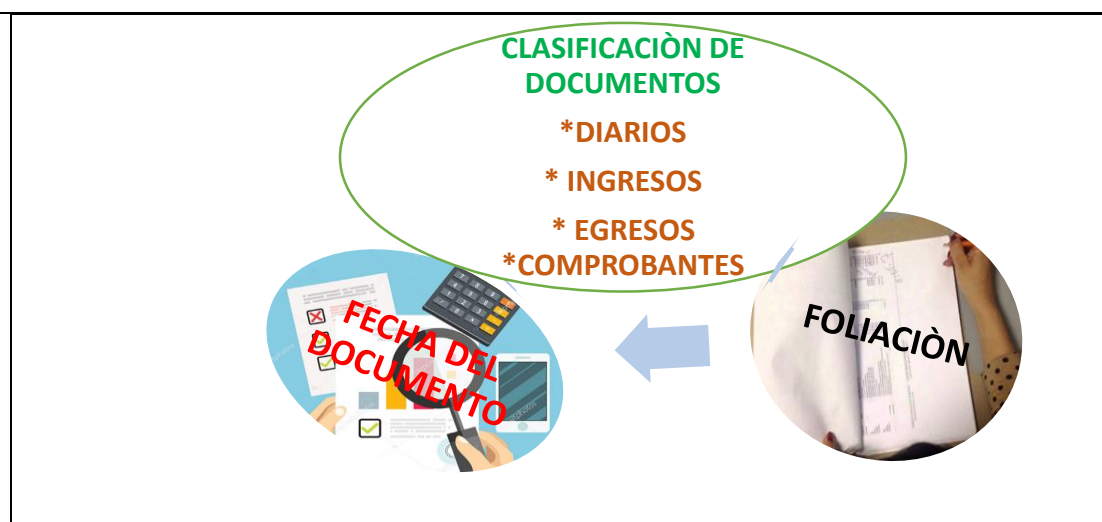 CLASIFICACIÒN DE
DOCUMENTOS
*DIARIOS
* INGRESOS
* EGRESOS
*COMPROBANTES
FECHA DEL
DOCUMENTO
FOLIACIÒN